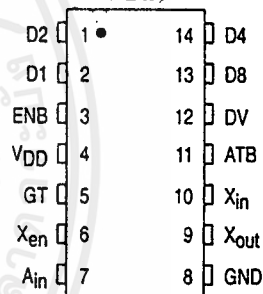 D2 1 14 D4
D1 2 13 D8
ENB 3 12 DV
VDD 4 11 ATB
GT 5 10 Xin
Xen 6 9 Xout
Ain 7 8 GND